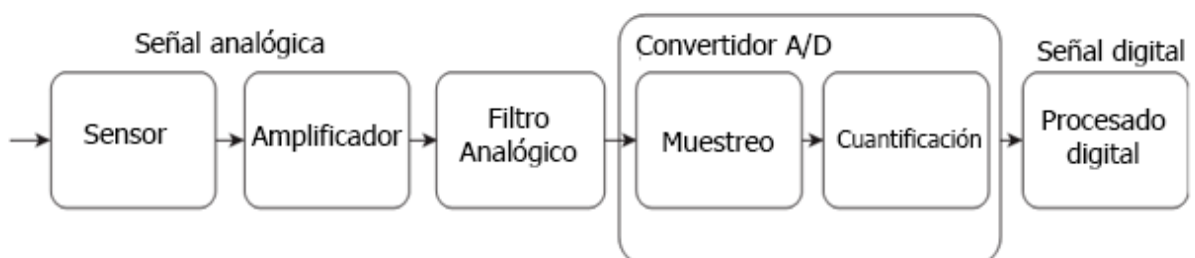 Señal analógica
Convertidor A/D
Señal digital
Sensor
Amplificador
Filtro
Analógico
Muestreo
Cuantificación
Procesado
digital